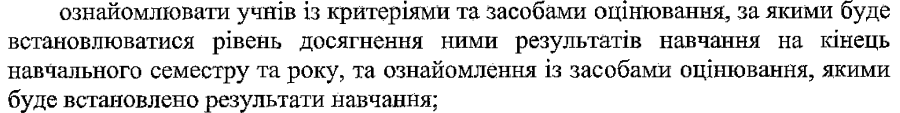 ознайомлювати учнів із критеріями та засобами оцінювання, за якими буде
встановлюватися рівень досягнення ними результатів навчання на кінець
навчального семестру та року, та ознайомлення із засобами оцінювання, якими
буде встановлено результати навчання;